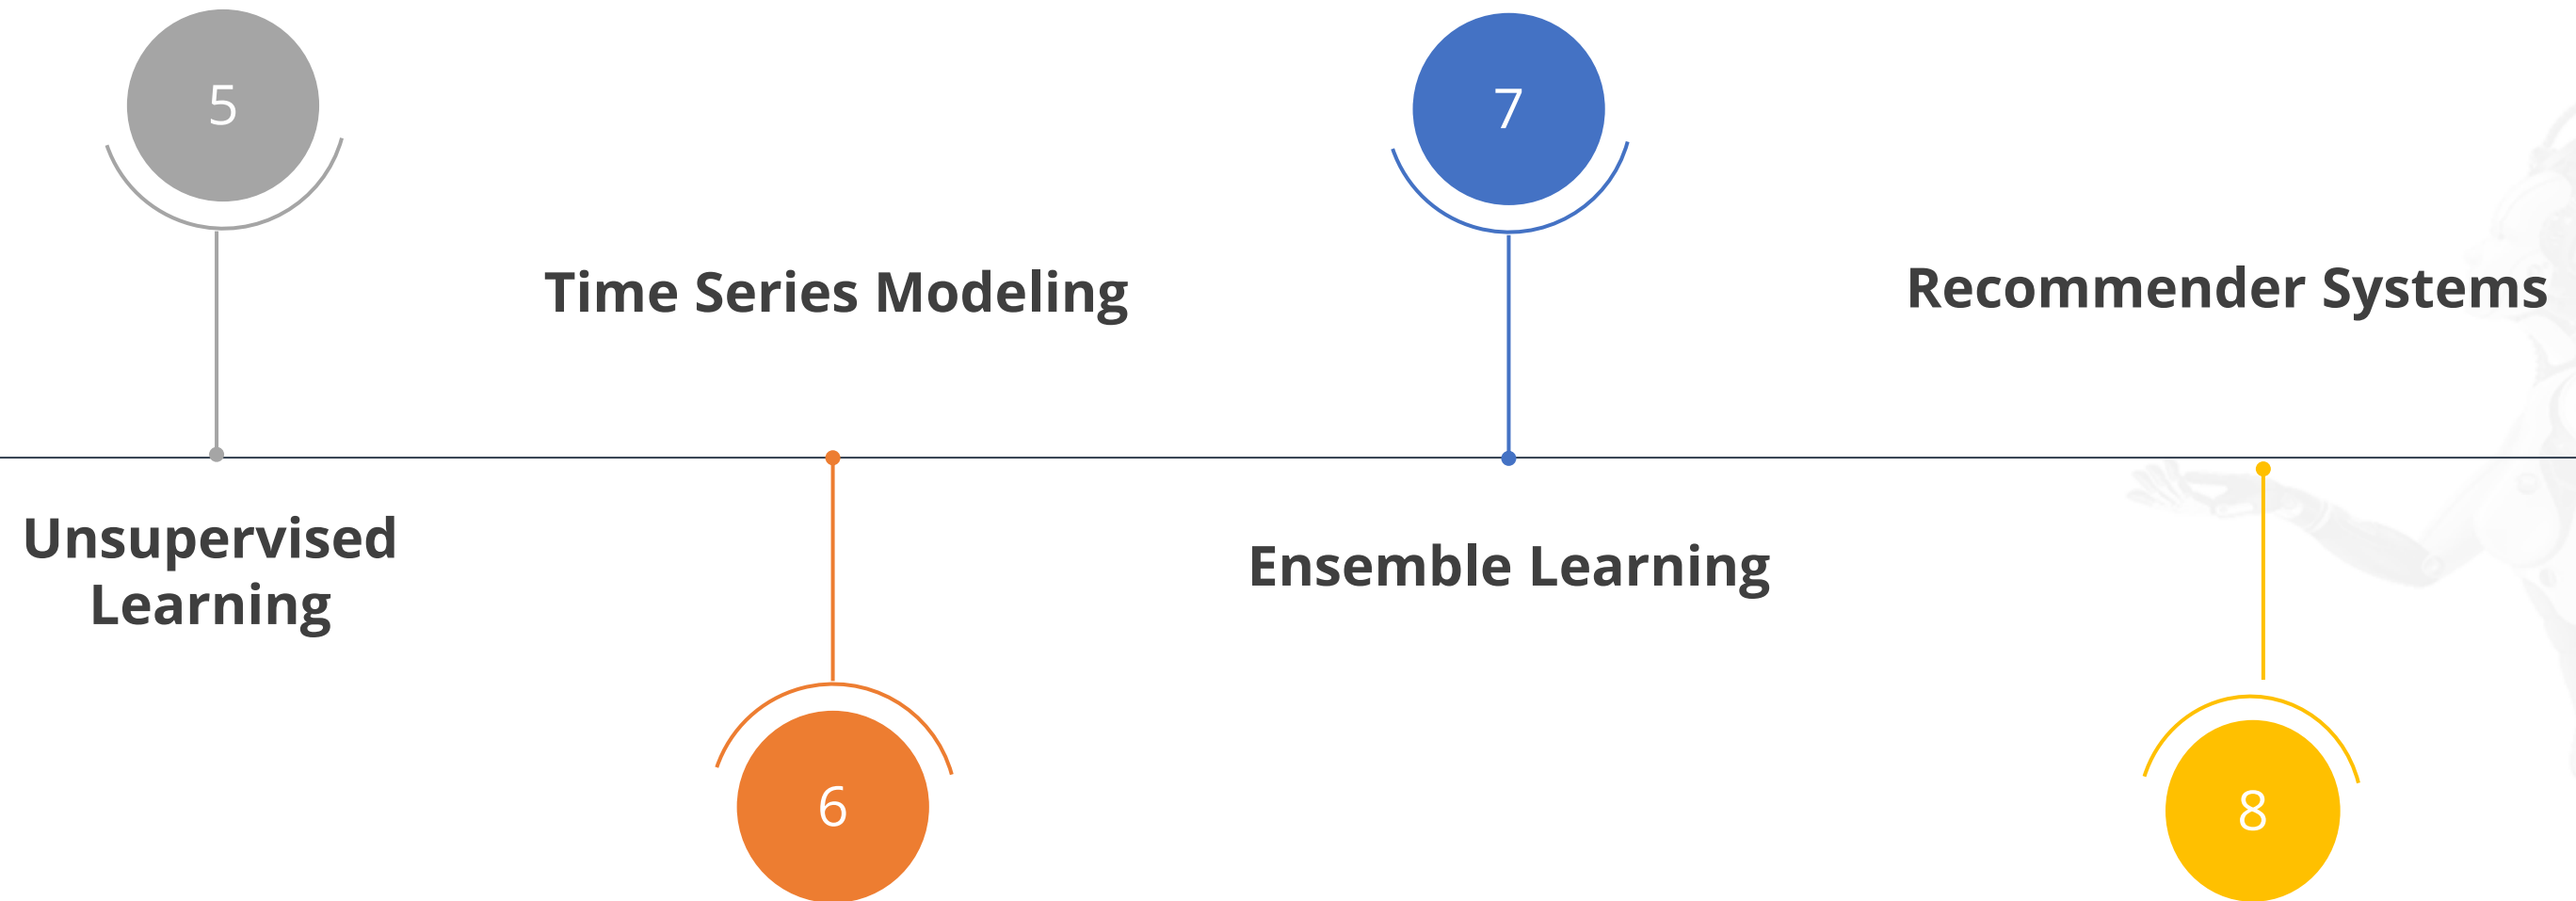 5
Unsupervised
Learning
Time Series Modeling
6
7
Ensemble Learning
Recommender Systems
8